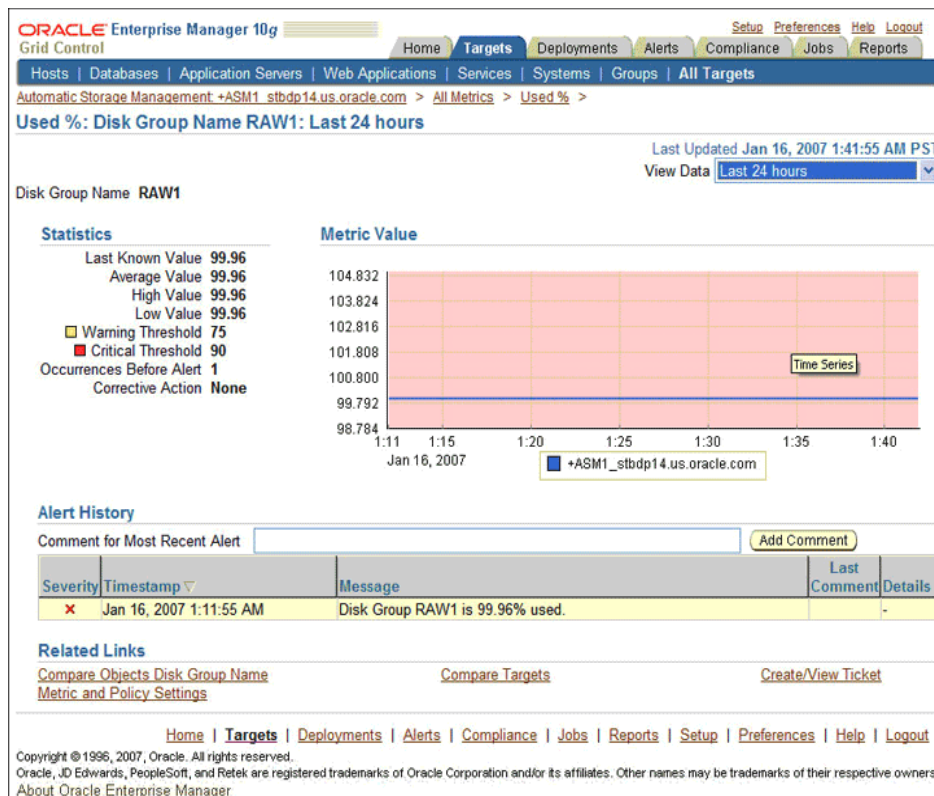 ORACLE Enterprise Manager 10g
Grid Control
Setup Preferences Help Logout
Home Targets Deployments Alerts Compliance Jobs Reports
Hosts | Databases | Application Servers | Web Applications | Services | Systems | Groups | All Targets
Automatic Storage Management: +ASM1_stbdp14.us.oracle.com > All Metrics > Used % >
Used %: Disk Group Name RAW1: Last 24 hours
Last Updated Jan 16, 2007 1:41:55 AM PST
View Data Last 24 hours
Disk Group Name RAW1
Statistics
Last Known Value 99.96
Average Value 99.96
High Value 99.96
Low Value 99.96
Warning Threshold 75
Critical Threshold 90
Occurrences Before Alert 1
Corrective Action None
Metric Value
104.832
103.824
102.816
101.808
100.800
99.792
98.784
Time Series
1:11 1:15 1:20 1:25 1:30 1:35 1:40
Jan 16, 2007
+ASM1_stbdp14.us.oracle.com
Alert History
Comment for Most Recent Alert Add Comment
Severity Timestamp Message Last Comment Details
Jan 16, 2007 1:11:55 AM Disk Group RAW1 is 99.96% used. -
Related Links
Compare Objects Disk Group Name Compare Targets Create/View Ticket
Metric and Policy Settings
Home | Targets | Deployments | Alerts | Compliance | Jobs | Reports | Setup | Preferences | Help | Logout
Copyright © 1996, 2007, Oracle. All rights reserved.
Oracle, JD Edwards, PeopleSoft, and Retek are registered trademarks of Oracle Corporation and/or its affiliates. Other names may be trademarks of their respective owners
About Oracle Enterprise Manager